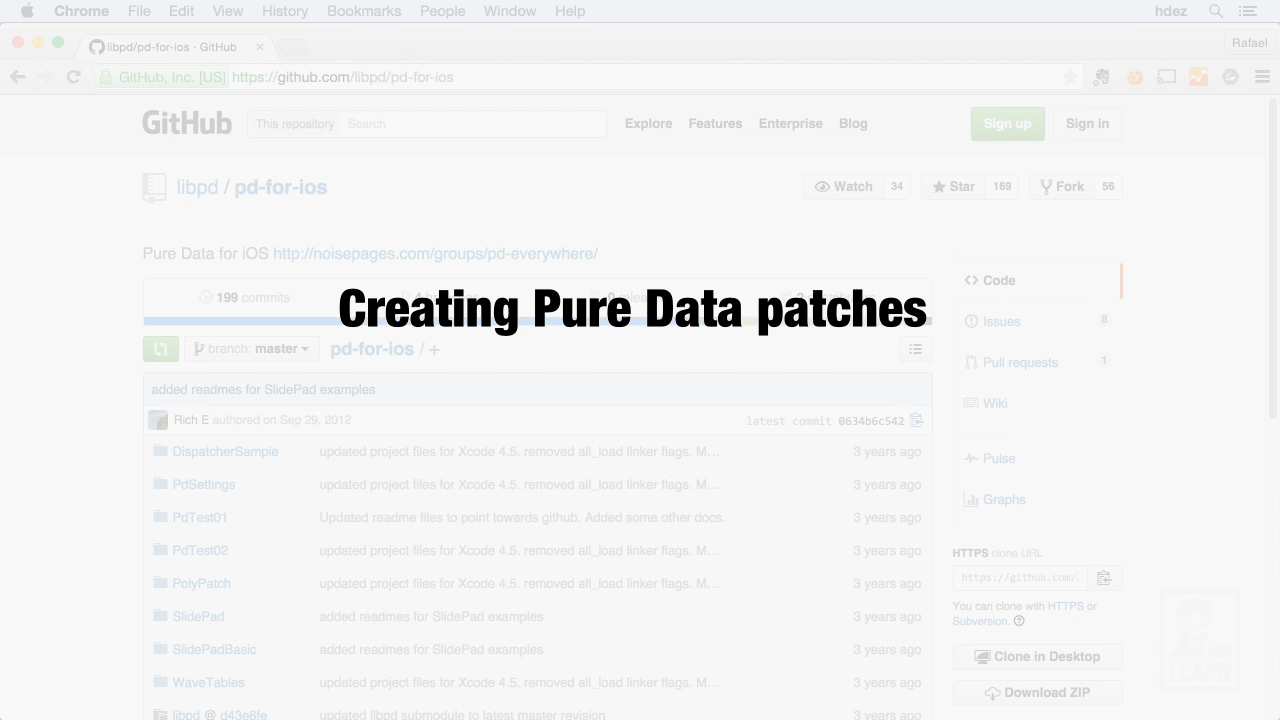 Chrome File Edit View History Bookmarks People Window Help hdez
libpd/pd-for-ios · GitHub × Rafael
GitHub, Inc. [US] https://github.com/libpd/pd-for-ios
GitHub This repository Search Explore Features Enterprise Blog Sign up Sign in
libpd / pd-for-ios Watch 34 Star 169 Fork 56
Pure Data for iOS http://noisepages.com/groups/pd-everywhere/
Code
199 commits
Creating Pure Data patches
Issues 8
branch: master pd-for-ios / +
Pull requests 1
added readmes for SlidePad examples
Wiki
Rich E authored on Sep 29, 2012 latest commit 0634b6c542
DispatcherSample updated project files for Xcode 4.5. removed all_load linker flags. M… 3 years ago
Pulse
PdSettings updated project files for Xcode 4.5. removed all_load linker flags. M… 3 years ago
Graphs
PdTest01 Updated readme files to point towards github. Added some other docs. 3 years ago
PdTest02 updated project files for Xcode 4.5. removed all_load linker flags. M… 3 years ago
HTTPS clone URL
PolyPatch updated project files for Xcode 4.5. removed all_load linker flags. M… 3 years ago
https://github.com/
You can clone with HTTPS or
Subversion.
SlidePad added readmes for SlidePad examples 3 years ago
SlidePadBasic added readmes for SlidePad examples 3 years ago
Clone in Desktop
WaveTables updated project files for Xcode 4.5. removed all_load linker flags. M… 3 years ago
Download ZIP
libpd @ d43e8fe updated libpd submodule to latest master revision 3 years ago